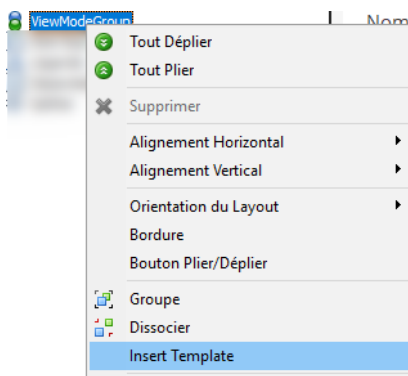 ViewModeGroup
Nom
Tout Déplier
Tout Plier
Supprimer
Alignement Horizontal
Alignement Vertical
Orientation du Layout
Bordure
Bouton Plier/Déplier
Groupe
Dissocier
Insert Template